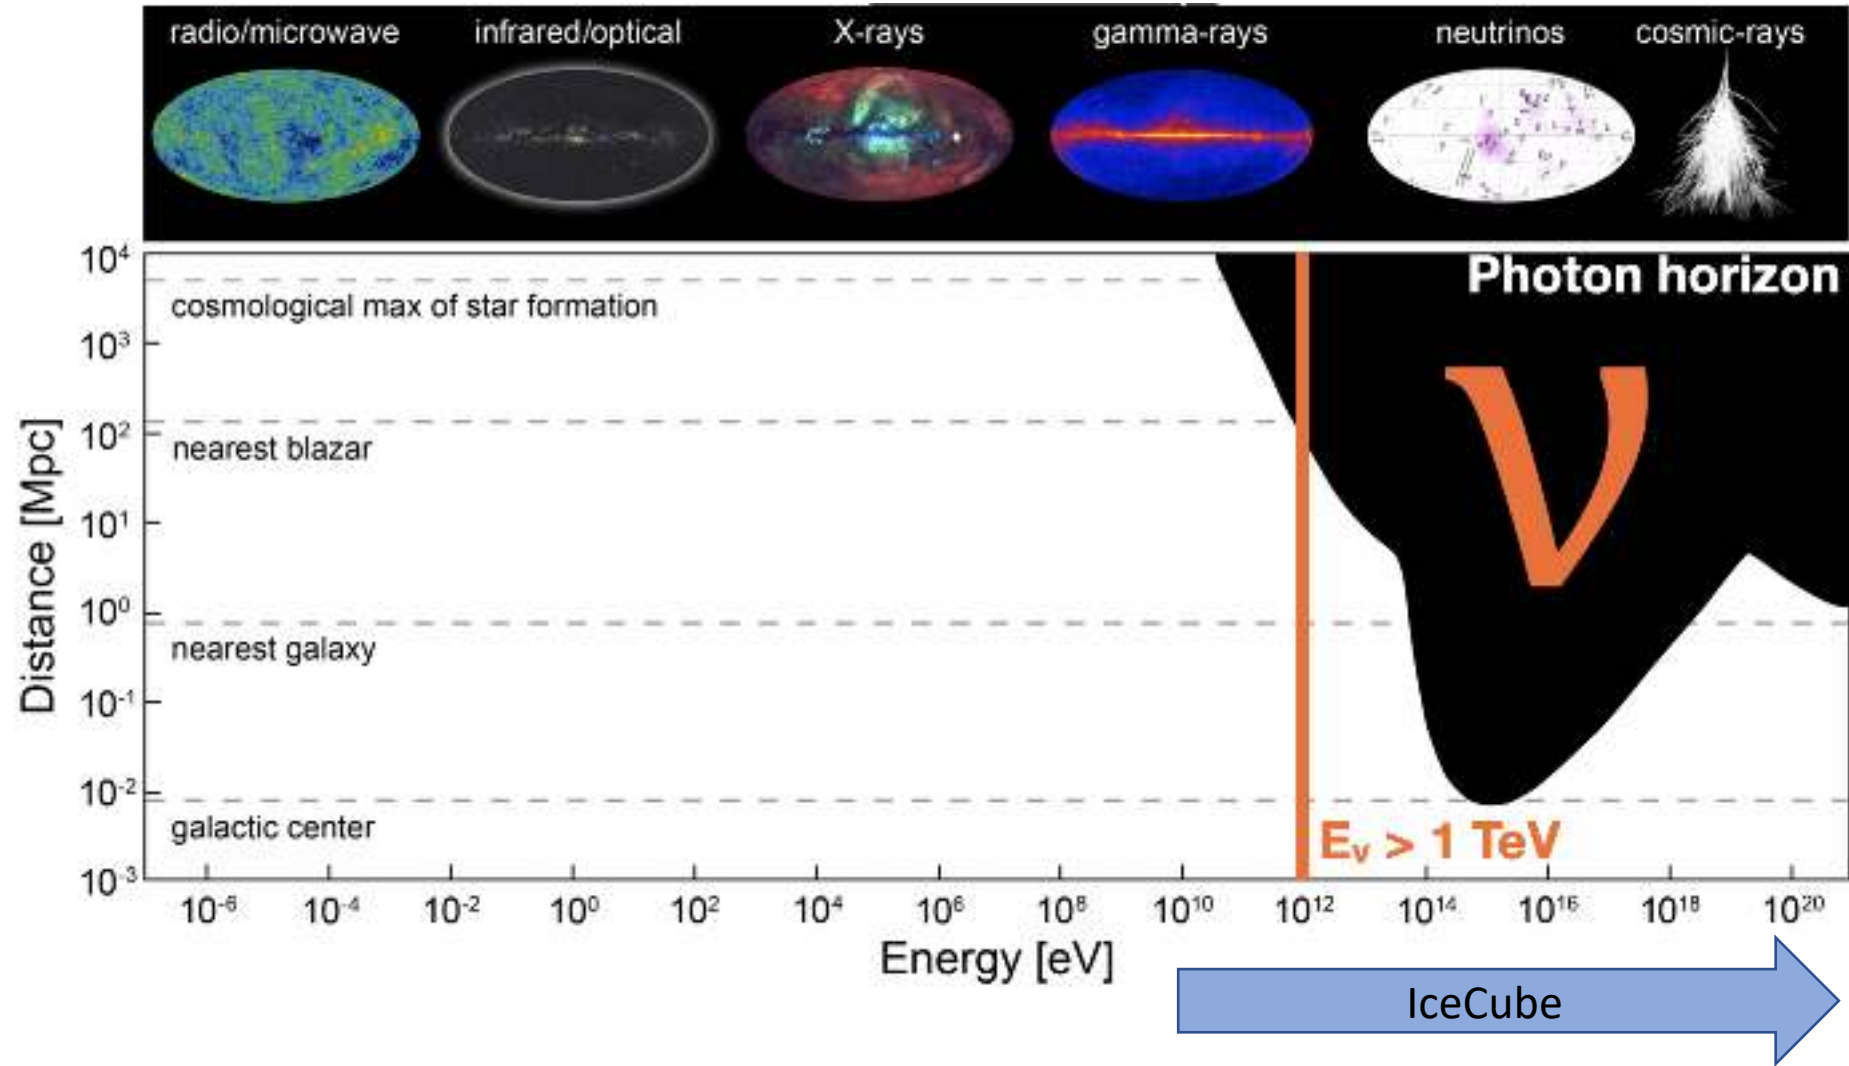 radio/microwave infrared/optical X-rays gamma-rays neutrinos cosmic-rays
Photon horizon
10⁴
cosmological max of star formation
10³
10²
nearest blazar
10¹
10⁰
nearest galaxy
10⁻¹
10⁻²
galactic center
10⁻³
Distance [Mpc]
ν
Eᵥ > 1 TeV
10⁻⁶ 10⁻⁴ 10⁻² 10⁰ 10² 10⁴ 10⁶ 10⁸ 10¹⁰ 10¹² 10¹⁴ 10¹⁶ 10¹⁸ 10²⁰
Energy [eV]
IceCube